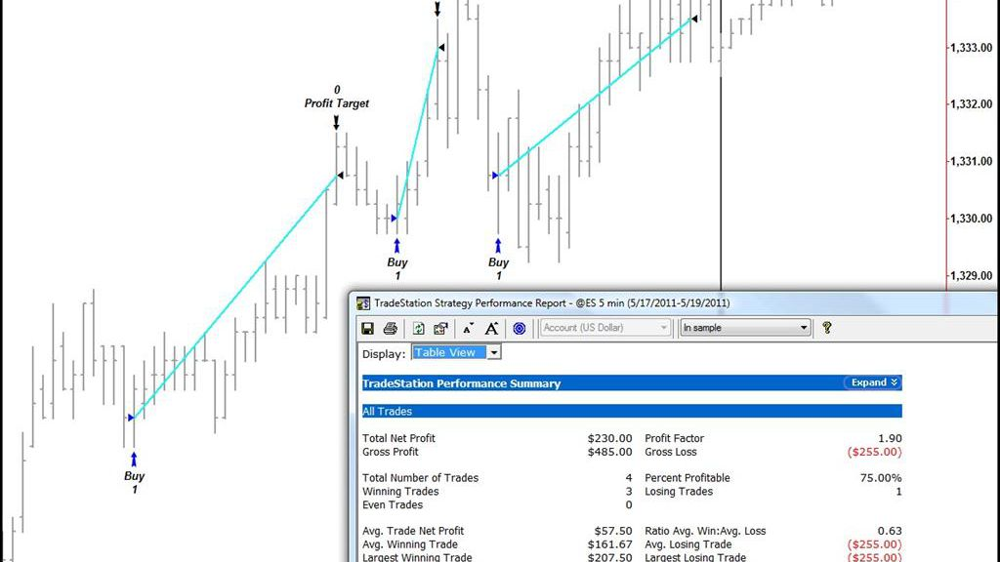 1,333.00
0
Profit Target
1,332.00
1,331.00
1,330.00
Buy
1
Buy
1
1,329.00
TradeStation Strategy Performance Report - @ES 5 min (5/17/2011-5/19/2011)
A A Account (US Dollar) In sample ?
Display: Table View
TradeStation Performance Summary Expand
All Trades
Total Net Profit $230.00 Profit Factor 1.90
Gross Profit $485.00 Gross Loss ($255.00)
Buy
1
Total Number of Trades 4 Percent Profitable 75.00%
Winning Trades 3 Losing Trades 1
Even Trades 0
Avg. Trade Net Profit $57.50 Ratio Avg. Win:Avg. Loss 0.63
Avg. Winning Trade $161.67 Avg. Losing Trade ($255.00)
Largest Winning Trade $207.50 Largest Losing Trade ($255.00)